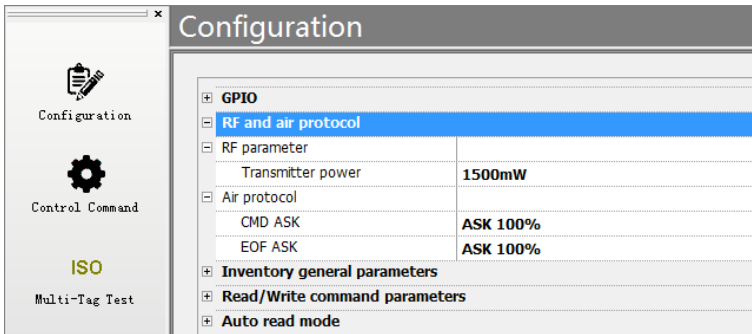 Configuration
Configuration
Control Command
ISO
Multi-Tag Test
GPIO
RF and air protocol
RF parameter
Transmitter power 1500mW
Air protocol
CMD ASK ASK 100%
EOF ASK ASK 100%
Inventory general parameters
Read/Write command parameters
Auto read mode